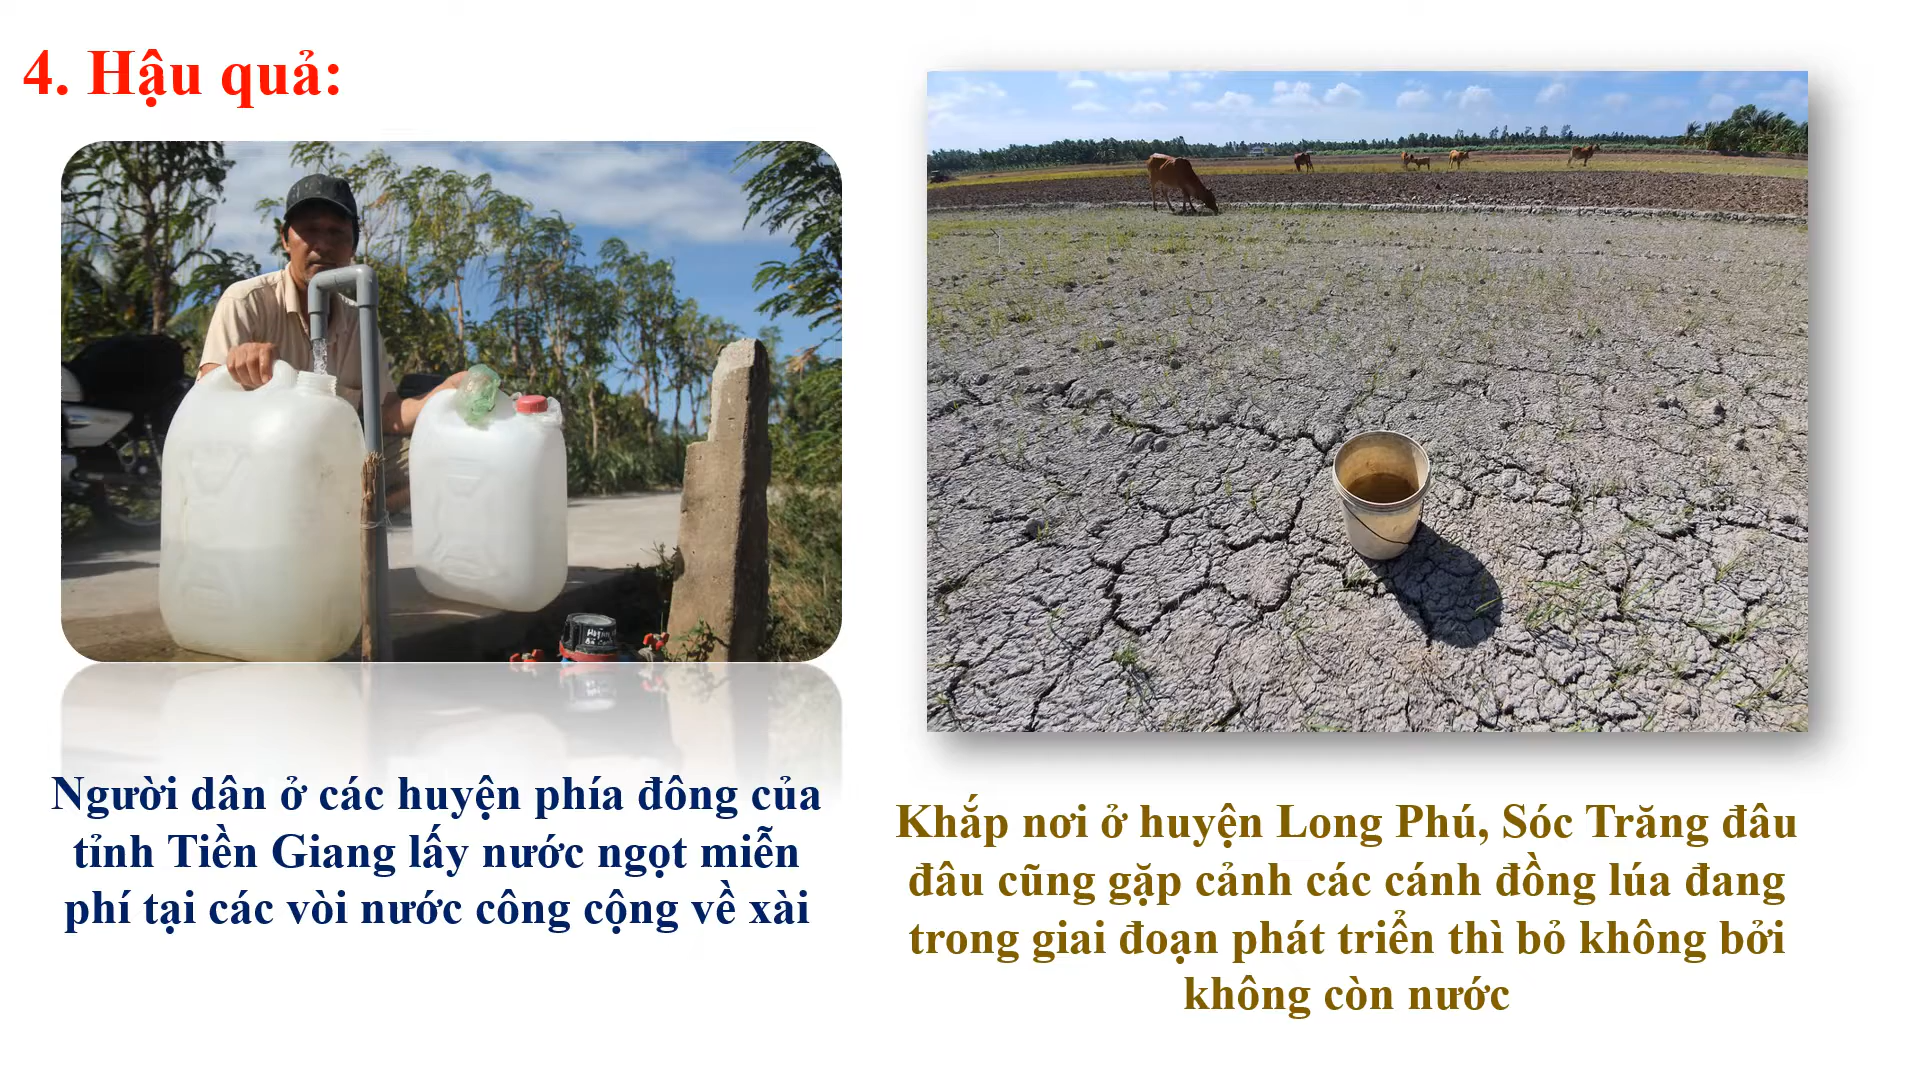 4. Hậu quả:
Người dân ở các huyện phía đông của
tỉnh Tiền Giang lấy nước ngọt miễn
phí tại các vòi nước công cộng về xài
Khắp nơi ở huyện Long Phú, Sóc Trăng đâu
đâu cũng gặp cảnh các cánh đồng lúa đang
trong giai đoạn phát triển thì bỏ không bởi
không còn nước